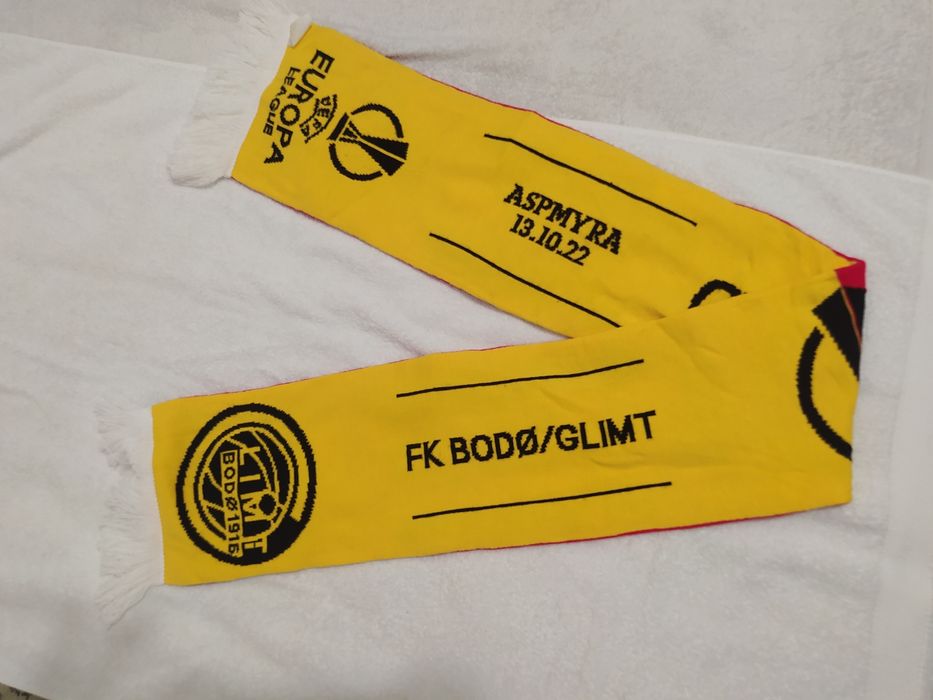 EUROPA
LEAGUE
UEFA
ASPMYRA
13.10.22
FK BODØ/GLIMT
GLIMT
BODØ 1916